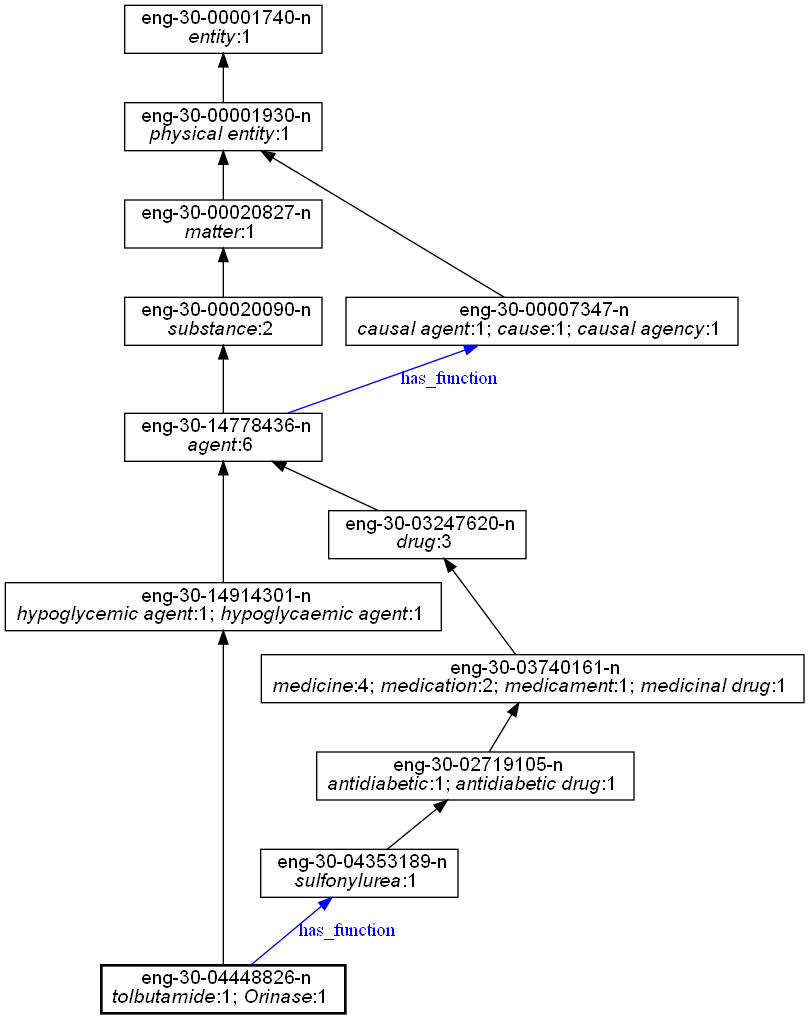 eng-30-00001740-n
entity:1
eng-30-00001930-n
physical entity:1
eng-30-00020827-n
matter:1
eng-30-00020090-n
substance:2
eng-30-00007347-n
causal agent:1; cause:1; causal agency:1
has_function
eng-30-14778436-n
agent:6
eng-30-03247620-n
drug:3
eng-30-14914301-n
hypoglycemic agent:1; hypoglycaemic agent:1
eng-30-03740161-n
medicine:4; medication:2; medicament:1; medicinal drug:1
eng-30-02719105-n
antidiabetic:1; antidiabetic drug:1
eng-30-04353189-n
sulfonylurea:1
has_function
eng-30-04448826-n
tolbutamide:1; Orinase:1